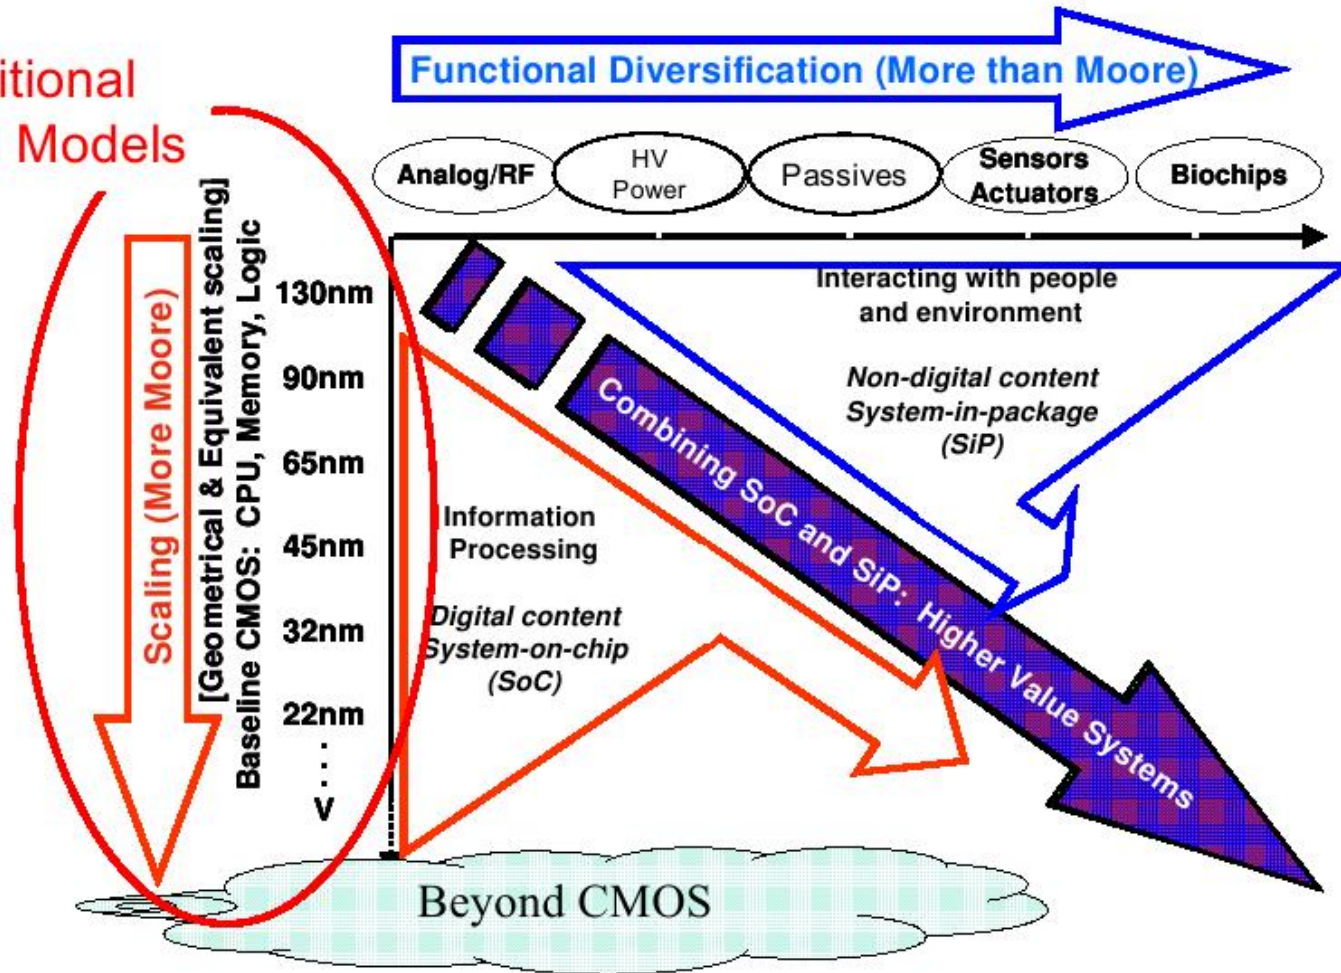 itional
Models
Functional Diversification (More than Moore)
Analog/RF
HV
Power
Passives
Sensors
Actuators
Biochips
Scaling (More Moore)
[Geometrical & Equivalent scaling]
Baseline CMOS: CPU, Memory, Logic
130nm
90nm
65nm
45nm
32nm
22nm
.
.
.
V
Interacting with people
and environment
Non-digital content
System-in-package
(SiP)
Combining SoC and SiP: Higher Value Systems
Information
Processing
Digital content
System-on-chip
(SoC)
Beyond CMOS